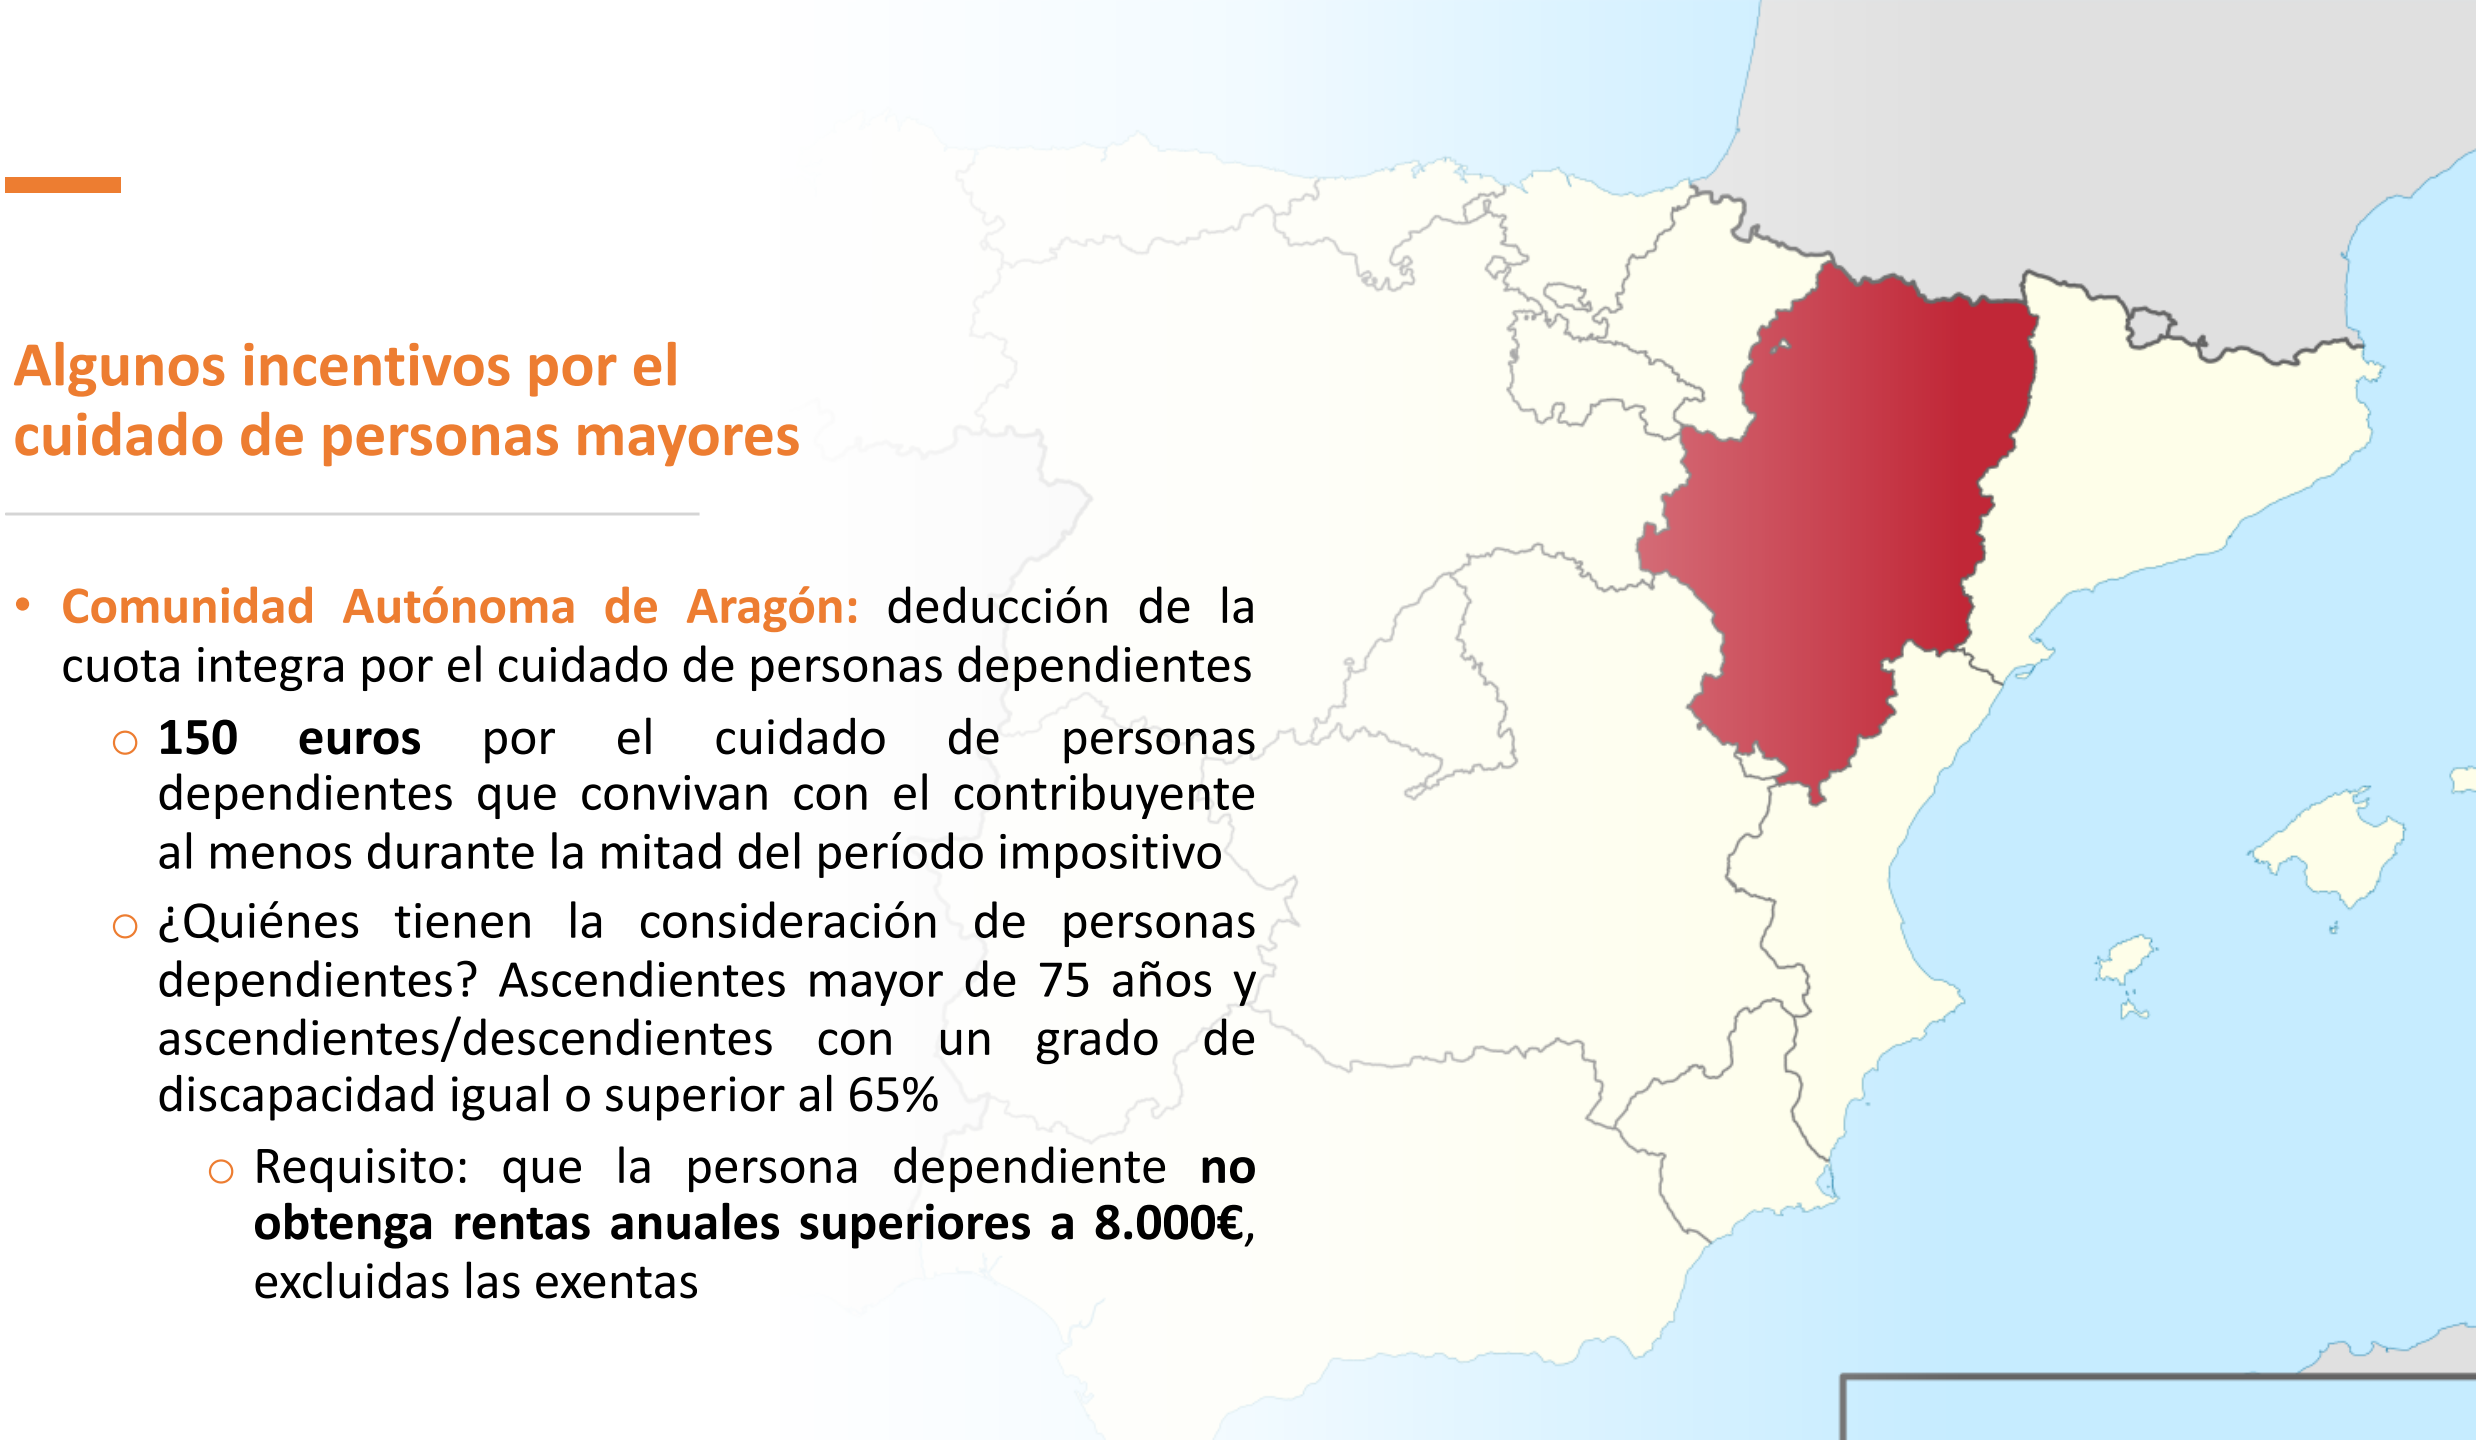 Algunos incentivos por el
cuidado de personas mayores
• Comunidad Autónoma de Aragón: deducción de la
cuota integra por el cuidado de personas dependientes
o 150 euros por el cuidado de personas
dependientes que convivan con el contribuyente
al menos durante la mitad del período impositivo
o ¿Quiénes tienen la consideración de personas
dependientes? Ascendientes mayor de 75 años y
ascendientes/descendientes con un grado de
discapacidad igual o superior al 65%
o Requisito: que la persona dependiente no
obtenga rentas anuales superiores a 8.000€,
excluidas las exentas